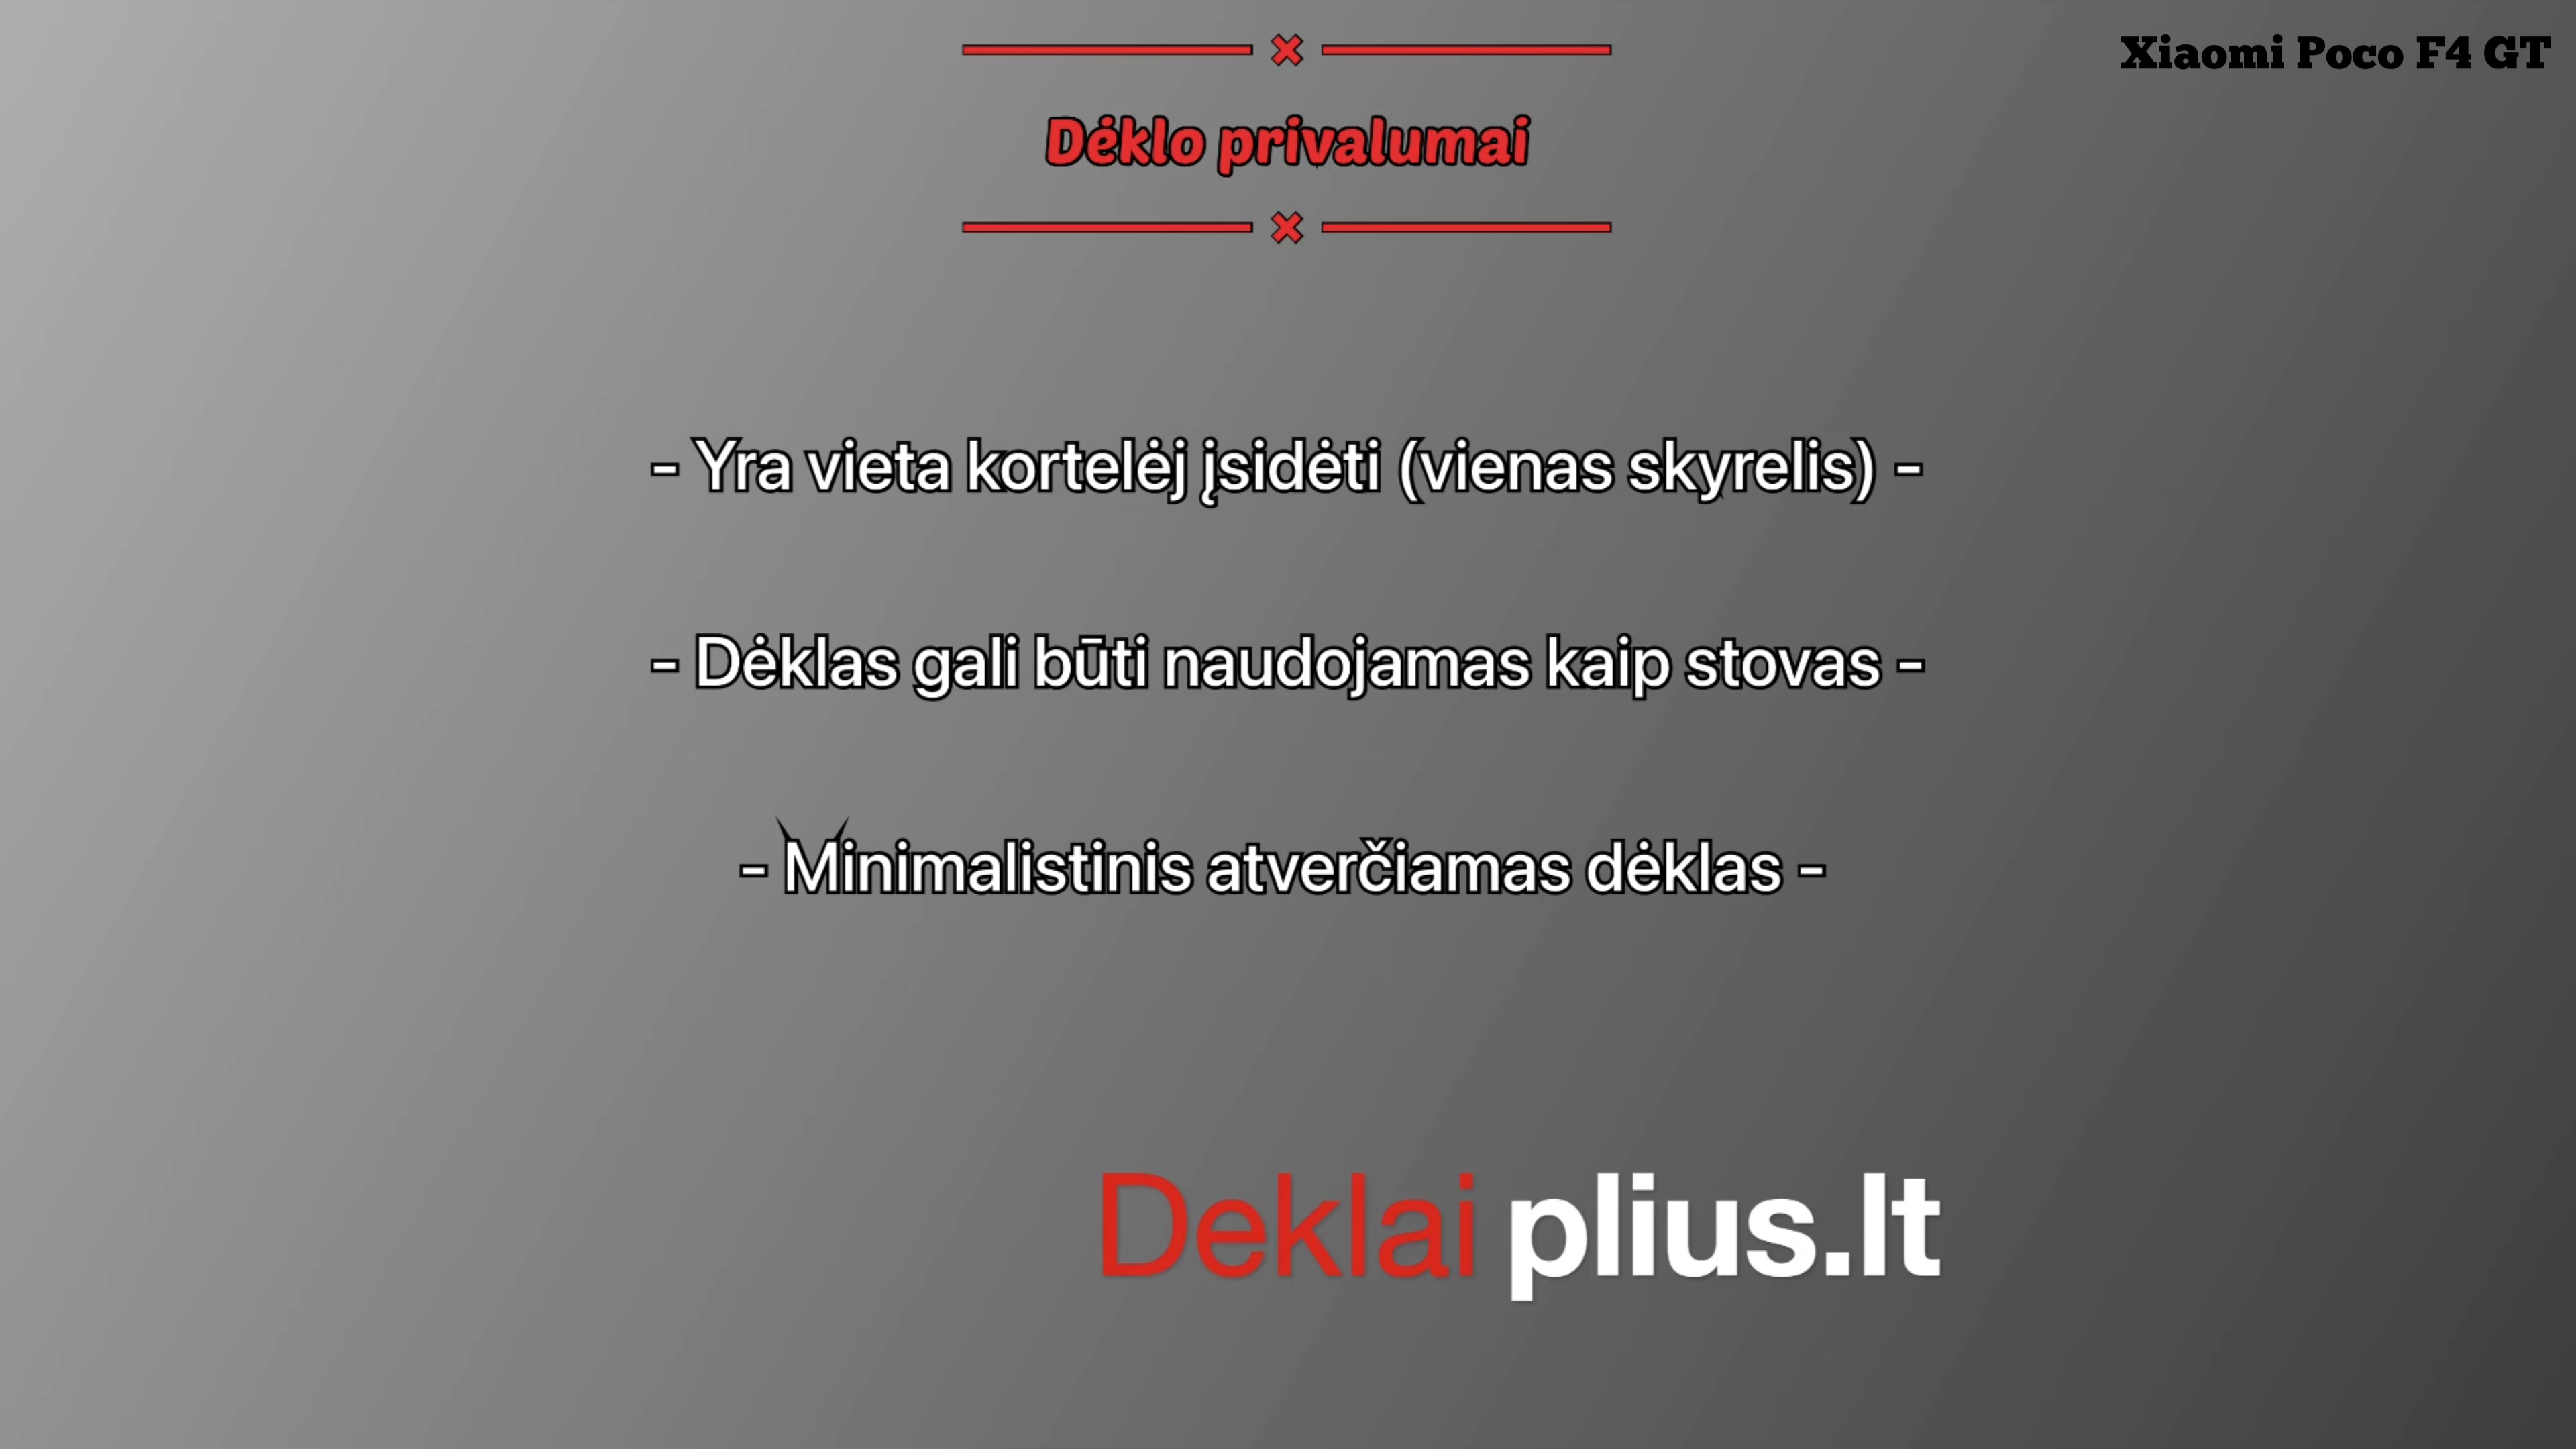 Xiaomi Poco F4 GT
Dėklo privalumai
- Yra vieta kortelėj įsidėti (vienas skyrelis) -
- Dėklas gali būti naudojamas kaip stovas -
- Minimalistinis atverčiamas dėklas -
Deklai plius.lt